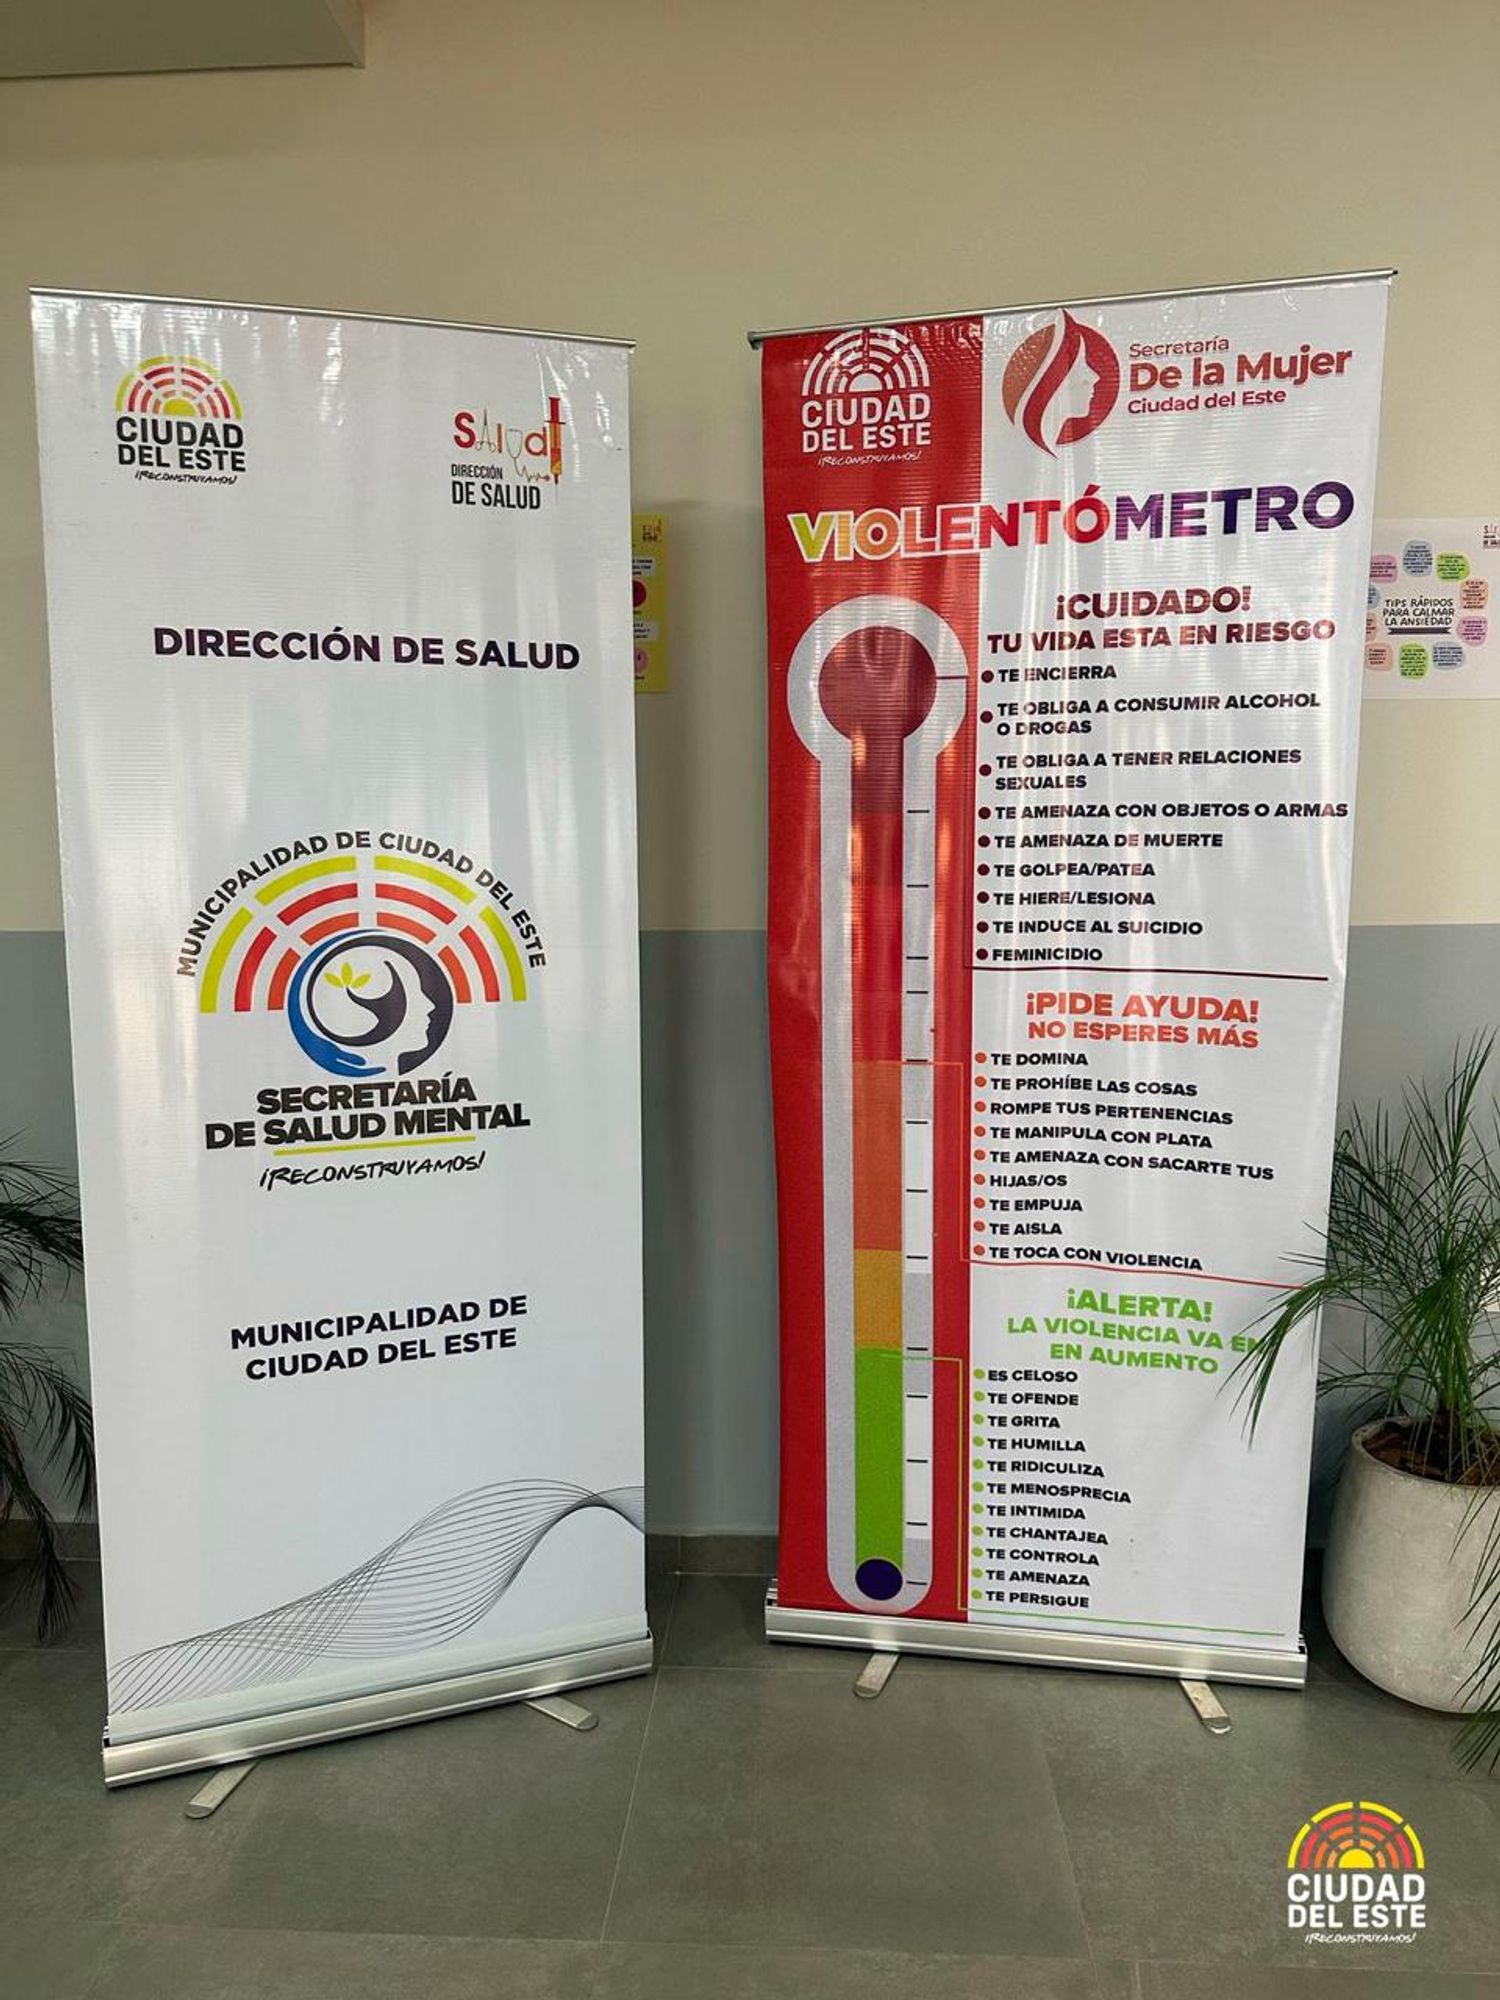 CIUDAD
DEL ESTE
¡RECONSTRUYAMOS!
Salud
DIRECCIÓN
DE SALUD
DIRECCIÓN DE SALUD
MUNICIPALIDAD DE CIUDAD DEL ESTE
SECRETARÍA
DE SALUD MENTAL
¡RECONSTRUYAMOS!
MUNICIPALIDAD DE
CIUDAD DEL ESTE
CIUDAD
DEL ESTE
¡RECONSTRUYAMOS!
Secretaría
De la Mujer
Ciudad del Este
VIOLENTÓMETRO
¡CUIDADO!
TU VIDA ESTA EN RIESGO
TE ENCIERRA
TE OBLIGA A CONSUMIR ALCOHOL
O DROGAS
TE OBLIGA A TENER RELACIONES
SEXUALES
TE AMENAZA CON OBJETOS O ARMAS
TE AMENAZA DE MUERTE
TE GOLPEA/PATEA
TE HIERE/LESIONA
TE INDUCE AL SUICIDIO
FEMINICIDIO
¡PIDE AYUDA!
NO ESPERES MÁS
TE DOMINA
TE PROHÍBE LAS COSAS
ROMPE TUS PERTENENCIAS
TE MANIPULA CON PLATA
TE AMENAZA CON SACARTE TUS
HIJAS/OS
TE EMPUJA
TE AISLA
TE TOCA CON VIOLENCIA
¡ALERTA!
LA VIOLENCIA VA EN
EN AUMENTO
ES CELOSO
TE OFENDE
TE GRITA
TE HUMILLA
TE RIDICULIZA
TE MENOSPRECIA
TE INTIMIDA
TE CHANTAJEA
TE CONTROLA
TE AMENAZA
TE PERSIGUE
TIPS RÁPIDOS
PARA CALMAR
LA ANSIEDAD
CIUDAD
DEL ESTE
¡RECONSTRUYAMOS!